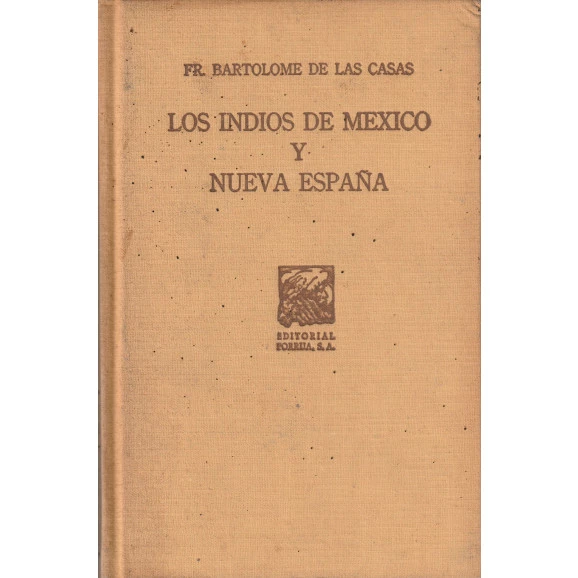 FR. BARTOLOME DE LAS CASAS
LOS INDIOS DE MEXICO
Y
NUEVA ESPAÑA
EDITORIAL
PORRUA, S. A.